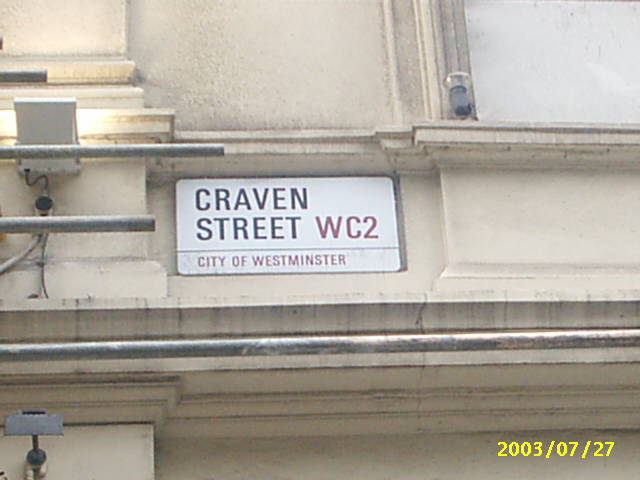 CRAVEN
STREET WC2
CITY OF WESTMINSTER
2003/07/27